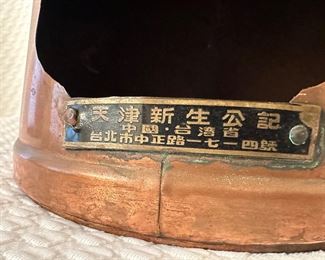 天津新生公記
中國·台灣省
台北市中正路一七一四號